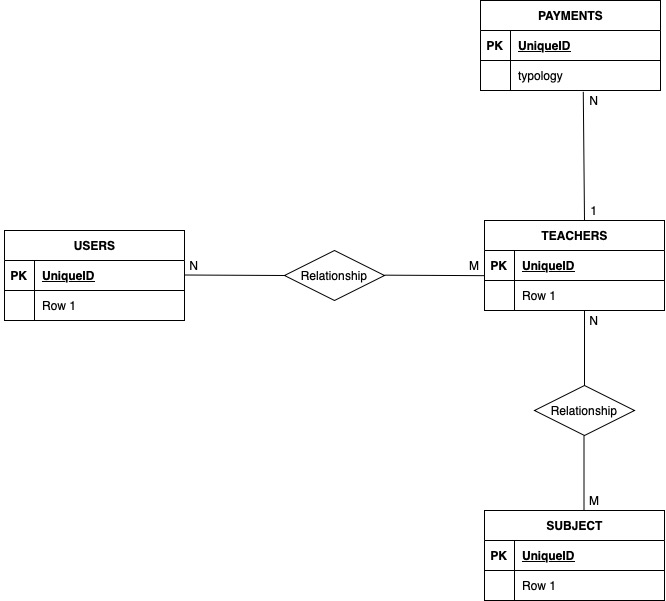 PAYMENTS
PK UniqueID
typology
N
1
USERS
PK UniqueID
Row 1
N
Relationship
M
TEACHERS
PK UniqueID
Row 1
N
Relationship
M
SUBJECT
PK UniqueID
Row 1